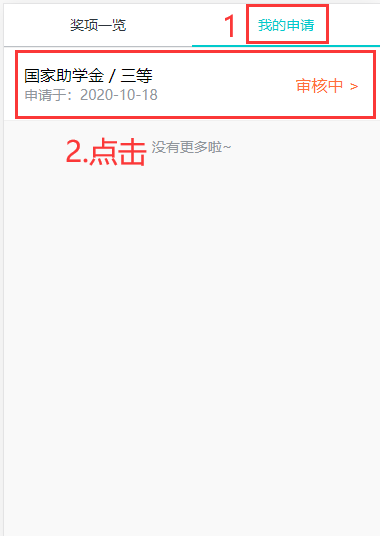 奖项一览
1
我的申请
国家助学金 / 三等
审核中 >
申请于：2020-10-18
2.点击
没有更多啦~